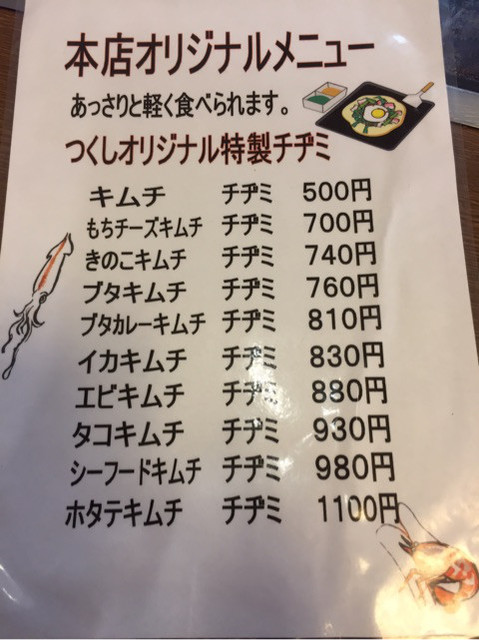 本店オリジナルメニュー
あっさりと軽く食べられます。
つくしオリジナル特製チヂミ
キムチ チヂミ 500円
もちチーズキムチ チヂミ 700円
きのこキムチ チヂミ 740円
ブタキムチ チヂミ 760円
ブタカレーキムチ チヂミ 810円
イカキムチ チヂミ 830円
エビキムチ チヂミ 880円
タコキムチ チヂミ 930円
シーフードキムチ チヂミ 980円
ホタテキムチ チヂミ 1100円